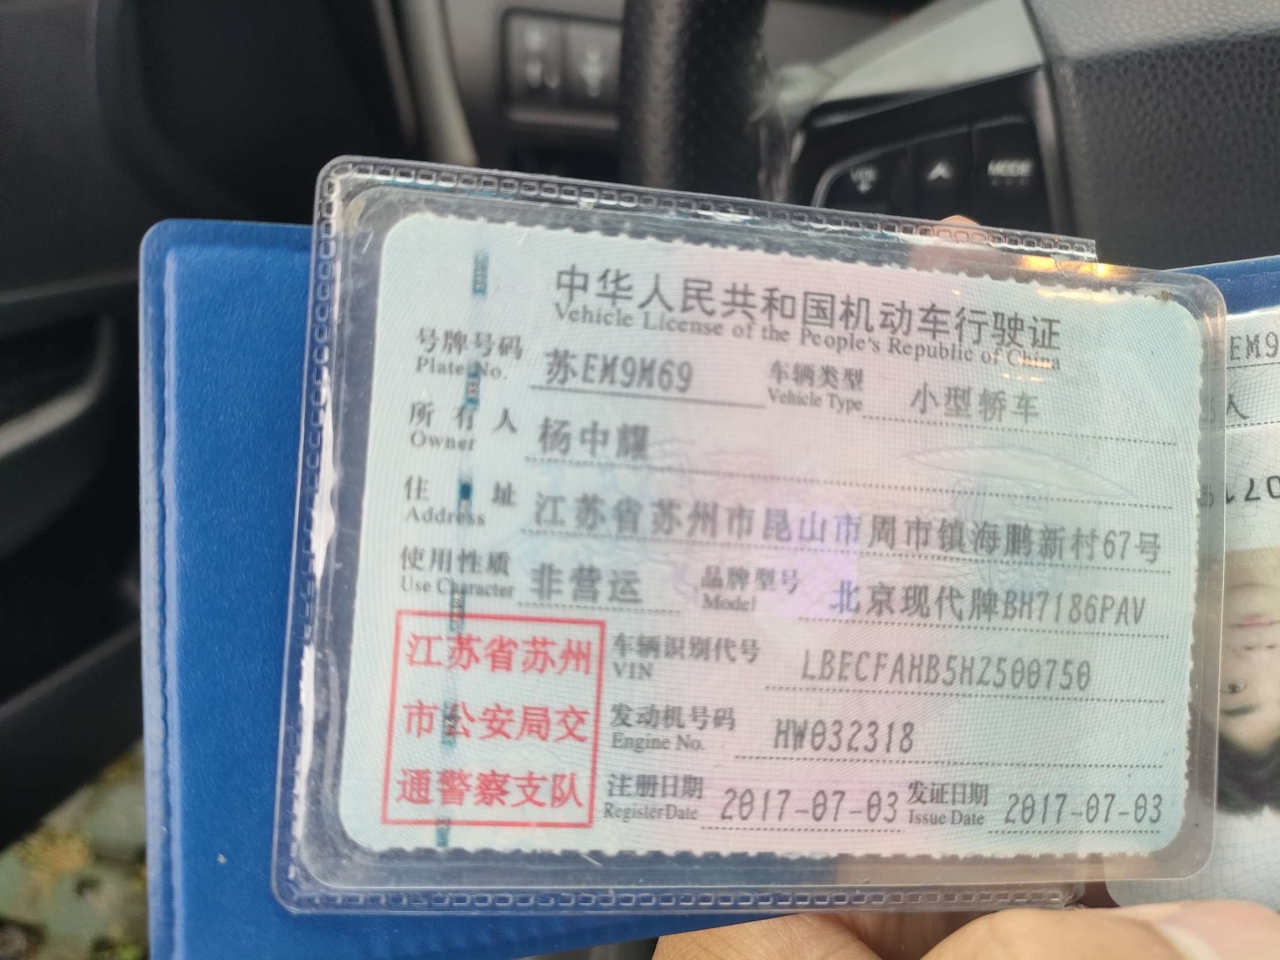 中华人民共和国机动车行驶证
Vehicle License of the People's Republic of China
号牌号码 苏EM9M69 车辆类型 小型轿车
Plate No. Vehicle Type
所有人 杨中耀
Owner
住址 江苏省苏州市昆山市周市镇海鹏新村67号
Address
使用性质 非营运 品牌型号 北京现代牌BH7186PAV
Use Character Model
江苏省苏州
市公安局交
通警察支队
车辆识别代号 LBECFAHB5HZ500750
VIN
发动机号码 HW032318
Engine No.
注册日期 2017-07-03 发证日期 2017-07-03
Register Date Issue Date
EM9
人
MODE